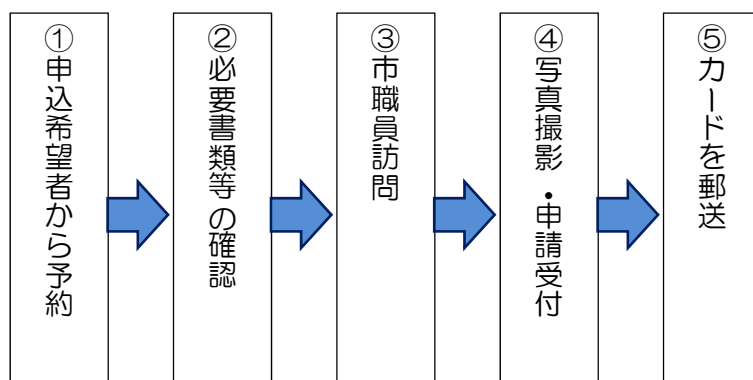 ①申込希望者から予約
②必要書類等の確認
③市職員訪問
④写真撮影・申請受付
⑤カードを郵送